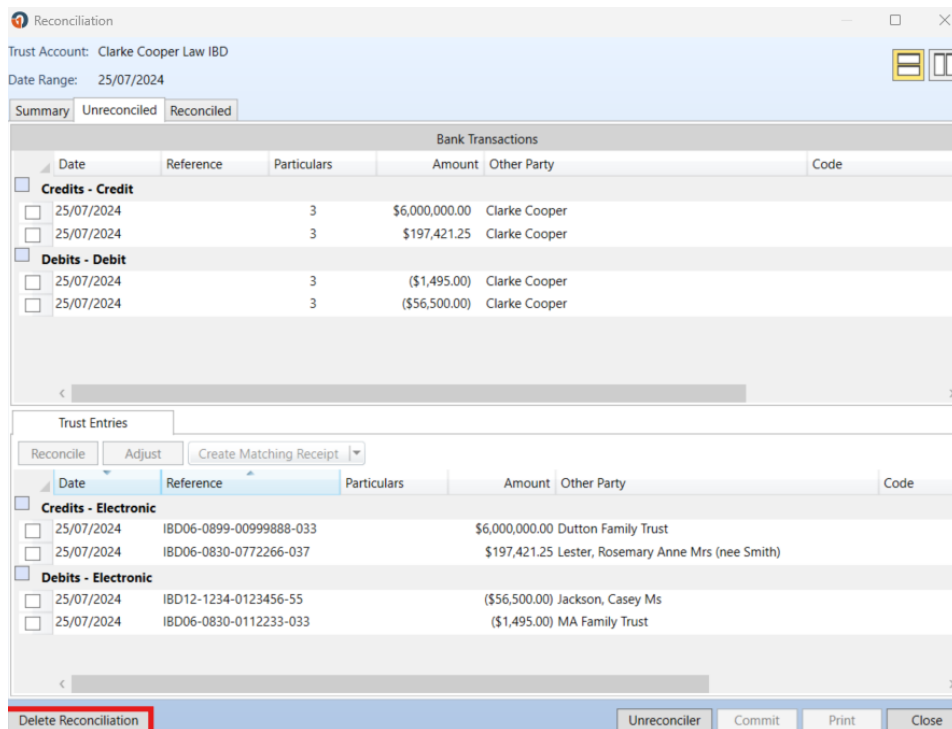 Reconciliation
Trust Account: Clarke Cooper Law IBD
Date Range: 25/07/2024
Summary Unreconciled Reconciled
Bank Transactions
Date Reference Particulars Amount Other Party Code
Credits - Credit
25/07/2024 3 $6,000,000.00 Clarke Cooper
25/07/2024 3 $197,421.25 Clarke Cooper
Debits - Debit
25/07/2024 3 ($1,495.00) Clarke Cooper
25/07/2024 3 ($56,500.00) Clarke Cooper
Trust Entries
Reconcile Adjust Create Matching Receipt
Date Reference Particulars Amount Other Party Code
Credits - Electronic
25/07/2024 IBD06-0899-00999888-033 $6,000,000.00 Dutton Family Trust
25/07/2024 IBD06-0830-0772266-037 $197,421.25 Lester, Rosemary Anne Mrs (nee Smith)
Debits - Electronic
25/07/2024 IBD12-1234-0123456-55 ($56,500.00) Jackson, Casey Ms
25/07/2024 IBD06-0830-0112233-033 ($1,495.00) MA Family Trust
Delete Reconciliation Unreconciler Commit Print Close